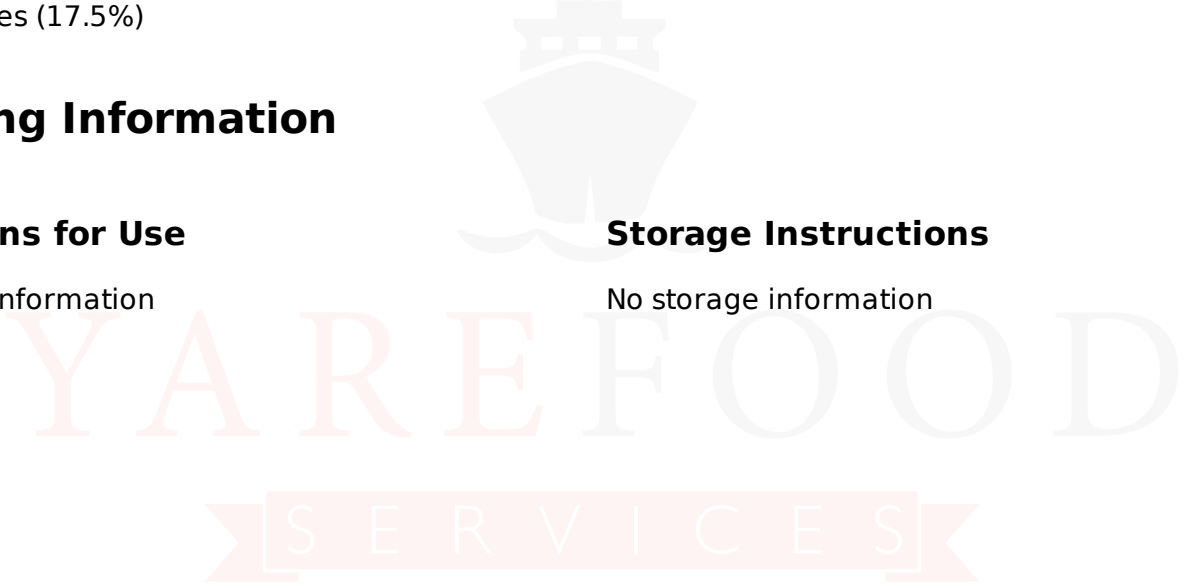 es (17.5%)
ng Information
ns for Use
nformation
Storage Instructions
No storage information
YAREFOOD
SERVICES